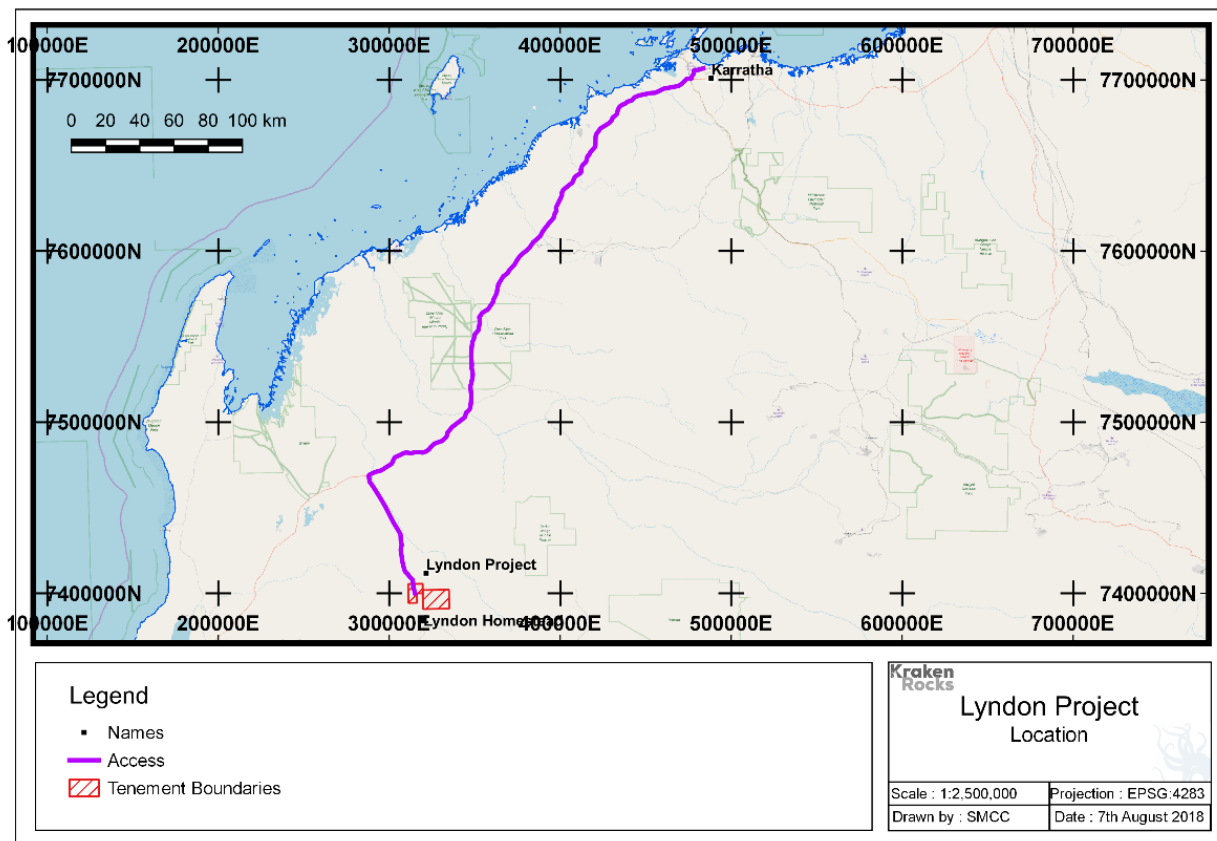 100000E 200000E 300000E 400000E 500000E 600000E 700000E
7700000N 7700000N
Karratha
0 20 40 60 80 100 km
7600000N 7600000N
7500000N 7500000N
Lyndon Project
7400000N 7400000N
Lyndon Homestead
100000E 200000E 300000E 400000E 500000E 600000E 700000E
Legend
Names
Access
Tenement Boundaries
Kraken
Rocks
Lyndon Project
Location
Scale : 1:2,500,000 Projection : EPSG:4283
Drawn by : SMCC Date : 7th August 2018